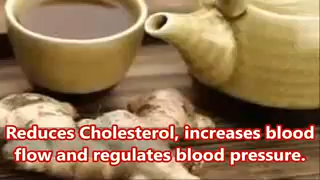 Reduces Cholesterol, increases blood
flow and regulates blood pressure.